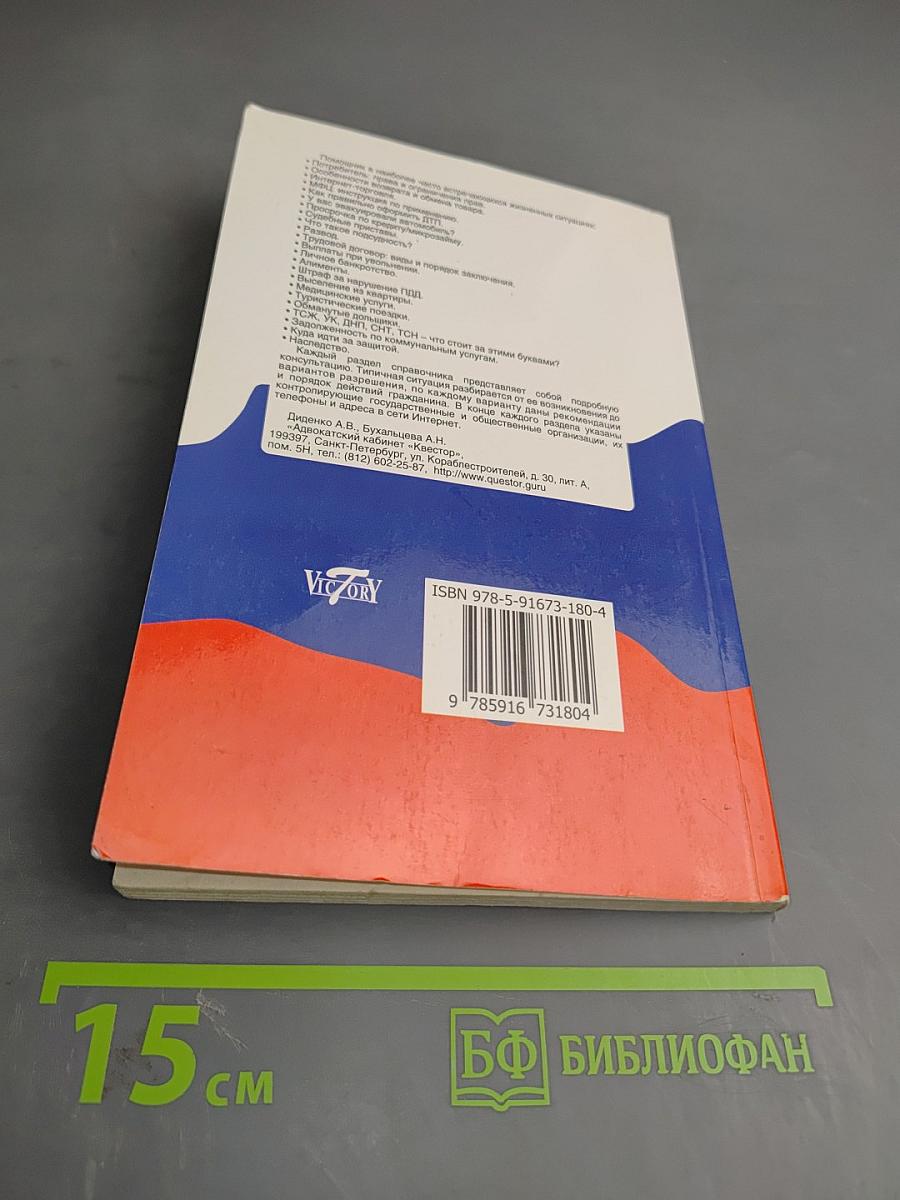 Помощник в наиболее часто встречающихся жизненных ситуациях:
• Потребитель: права и ограничения прав.
• Особенности возврата и обмена товара.
• Интернет-торговля.
• МФЦ: инструкция по применению.
• Как правильно оформить ДТП.
• У вас эвакуировали автомобиль?
• Просрочка по кредиту/микрозайму.
• Судебные приставы.
• Что такое подсудность?
• Развод.
• Трудовой договор: виды и порядок заключения.
• Выплаты при увольнении.
• Личное банкротство.
• Алименты.
• Штраф за нарушение ПДД.
• Выселение из квартиры.
• Медицинские услуги.
• Туристические поездки.
• Обманутые дольщики.
• ТСЖ, УК, ДНП, СНТ, ТСН – что стоит за этими буквами?
• Задолженность по коммунальным услугам.
• Куда идти за защитой.
• Наследство.
Каждый раздел справочника представляет собой подробную
консультацию. Типичная ситуация разбирается от ее возникновения до
вариантов разрешения, по каждому варианту даны рекомендации
и порядок действий гражданина. В конце каждого раздела указаны
контролирующие государственные и общественные организации, их
телефоны и адреса в сети Интернет.
Диденко А.В., Бухальцева А.Н.
«Адвокатский кабинет «Квестор»,
199397, Санкт-Петербург, ул. Кораблестроителей, д. 30, лит. А,
пом. 5Н, тел.: (812) 602-25-87, http://www.questor.guru
VICTORY
ISBN 978-5-91673-180-4
9 785916 731804
15 см
БФ БИБЛИОФАН